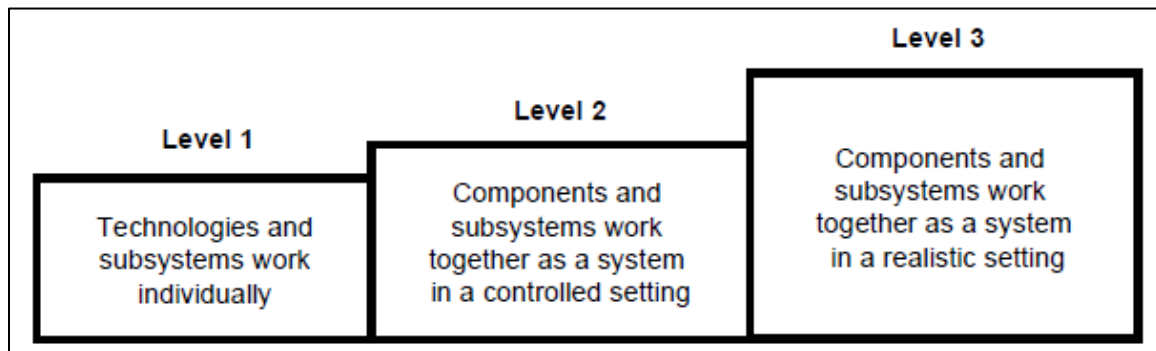 Level 1
Technologies and
subsystems work
individually
Level 2
Components and
subsystems work
together as a system
in a controlled setting
Level 3
Components and
subsystems work
together as a system
in a realistic setting